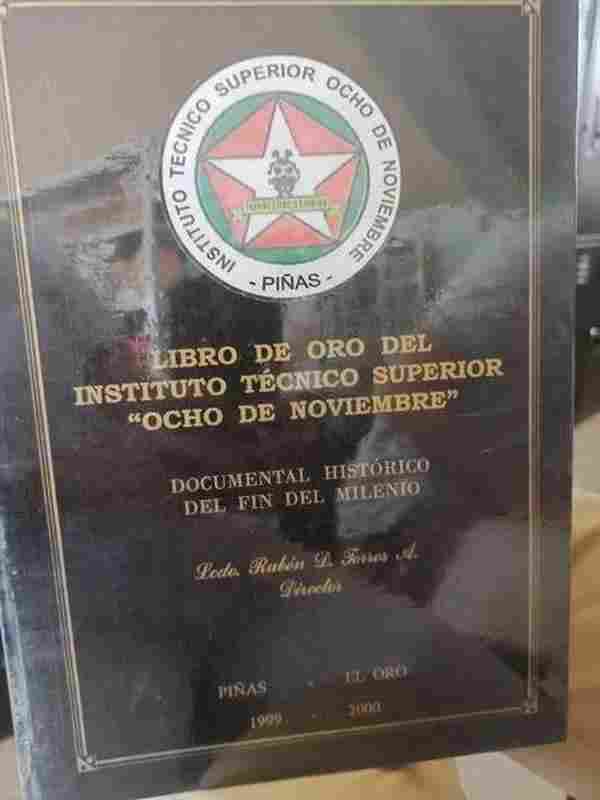 INSTITUTO TECNICO SUPERIOR OCHO DE NOVIEMBRE
- PIÑAS -
LIBRO DE ORO DEL
INSTITUTO TÉCNICO SUPERIOR
“OCHO DE NOVIEMBRE”
DOCUMENTAL HISTÓRICO
DEL FIN DEL MILENIO
Lcdo. Rubén L. Torres A.
Director
PIÑAS - EL ORO
1999 - 2000